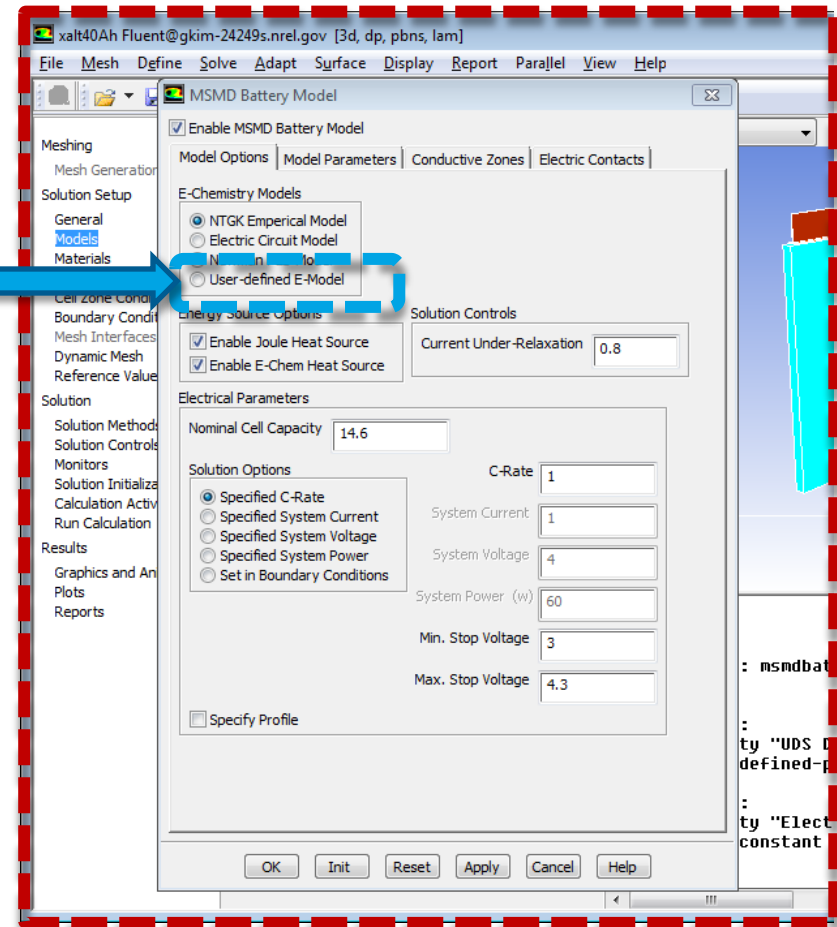 xalt40Ah Fluent@gkim-24249s.nrel.gov [3d, dp, pbns, lam]
File Mesh Define Solve Adapt Surface Display Report Parallel View Help
MSMD Battery Model
Enable MSMD Battery Model
Model Options Model Parameters Conductive Zones Electric Contacts
Meshing
Mesh Generation
Solution Setup
General
Models
Materials
Cell Zone Condi
Boundary Condit
Mesh Interfaces
Dynamic Mesh
Reference Value
Solution
Solution Methods
Solution Controls
Monitors
Solution Initializa
Calculation Activ
Run Calculation
Results
Graphics and An
Plots
Reports
E-Chemistry Models
NTGK Emperical Model
Electric Circuit Model
User-defined E-Model
Energy Source Options
Enable Joule Heat Source
Enable E-Chem Heat Source
Solution Controls
Current Under-Relaxation 0.8
Electrical Parameters
Nominal Cell Capacity 14.6
Solution Options
Specified C-Rate
Specified System Current
Specified System Voltage
Specified System Power
Set in Boundary Conditions
C-Rate 1
System Current 1
System Voltage 4
System Power (w) 60
Min. Stop Voltage 3
Max. Stop Voltage 4.3
Specify Profile
OK Init Reset Apply Cancel Help
: msmdbat
:
ty "UDS D
defined-p
:
ty "Elect
constant